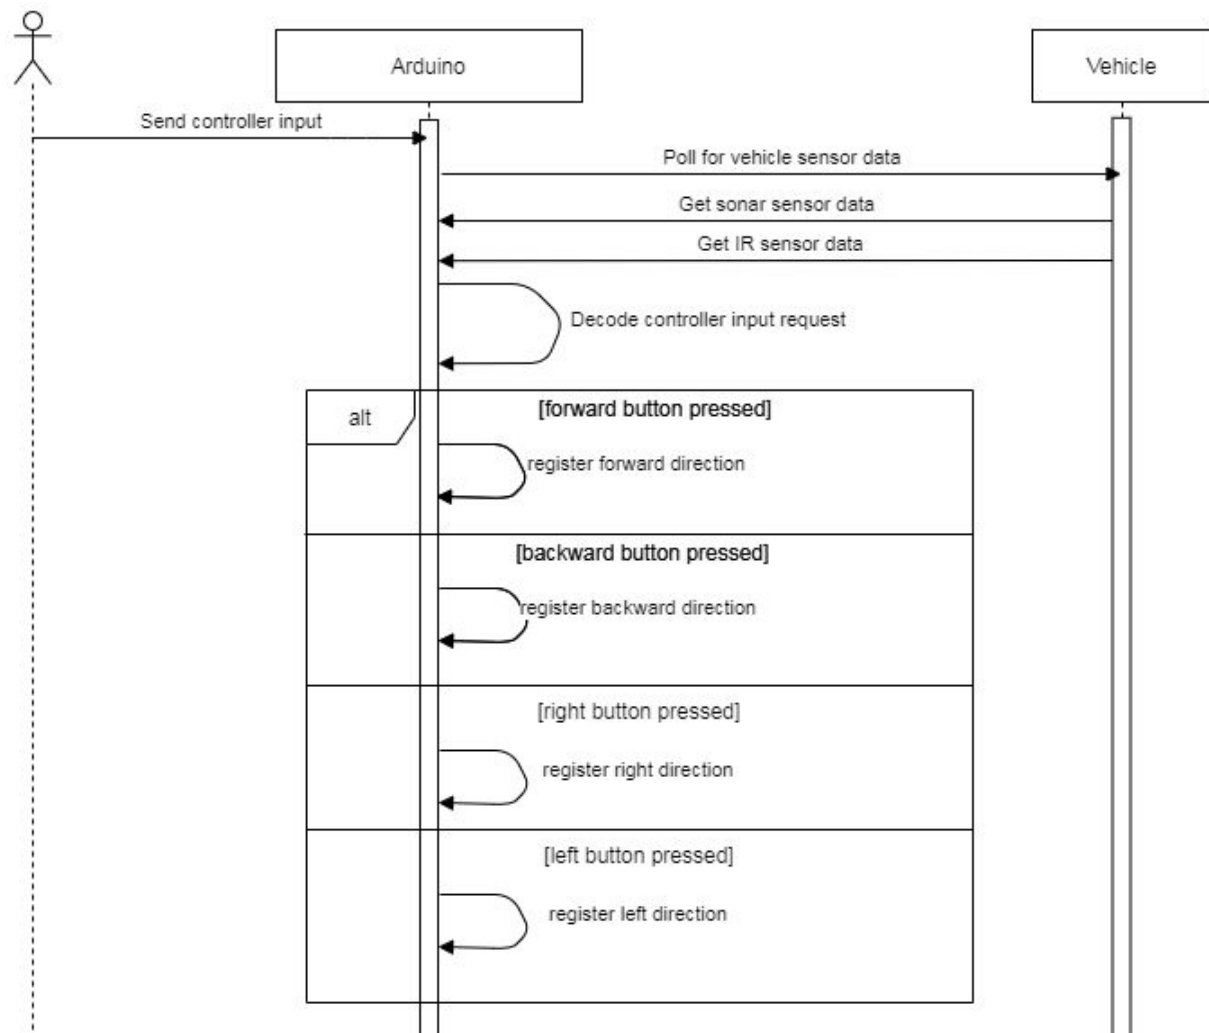 Arduino
Vehicle
Send controller input
Poll for vehicle sensor data
Get sonar sensor data
Get IR sensor data
Decode controller input request
alt
[forward button pressed]
register forward direction
[backward button pressed]
register backward direction
[right button pressed]
register right direction
[left button pressed]
register left direction